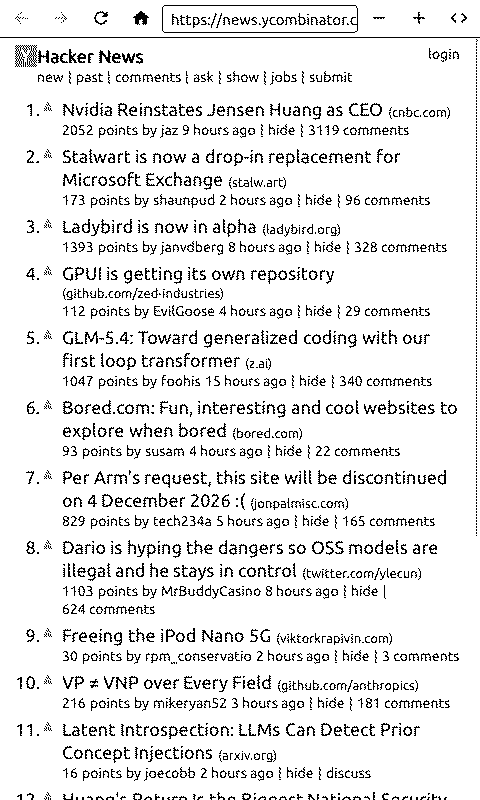 https://news.ycombinator.c
Hacker News
login
new | past | comments | ask | show | jobs | submit
1. Nvidia Reinstates Jensen Huang as CEO (cnbc.com)
2052 points by jaz 9 hours ago | hide | 3119 comments
2. Stalwart is now a drop-in replacement for
Microsoft Exchange (stalw.art)
173 points by shaunpud 2 hours ago | hide | 96 comments
3. Ladybird is now in alpha (ladybird.org)
1393 points by janvdberg 8 hours ago | hide | 328 comments
4. GPUI is getting its own repository
(github.com/zed-industries)
112 points by EvilGoose 4 hours ago | hide | 29 comments
5. GLM-5.4: Toward generalized coding with our
first loop transformer (z.ai)
1047 points by foohis 15 hours ago | hide | 340 comments
6. Bored.com: Fun, interesting and cool websites to
explore when bored (bored.com)
93 points by susam 4 hours ago | hide | 22 comments
7. Per Arm's request, this site will be discontinued
on 4 December 2026 :( (jonpalmisc.com)
829 points by tech234a 5 hours ago | hide | 165 comments
8. Dario is hyping the dangers so OSS models are
illegal and he stays in control (twitter.com/ylecun)
1103 points by MrBuddyCasino 8 hours ago | hide |
624 comments
9. Freeing the iPod Nano 5G (viktorkrapivin.com)
30 points by rpm_conservatio 2 hours ago | hide | 3 comments
10. VP ≠ VNP over Every Field (github.com/anthropics)
216 points by mikeryan52 3 hours ago | hide | 181 comments
11. Latent Introspection: LLMs Can Detect Prior
Concept Injections (arxiv.org)
16 points by joecobb 2 hours ago | hide | discuss
12. Huang's Return Is the Biggest National Security